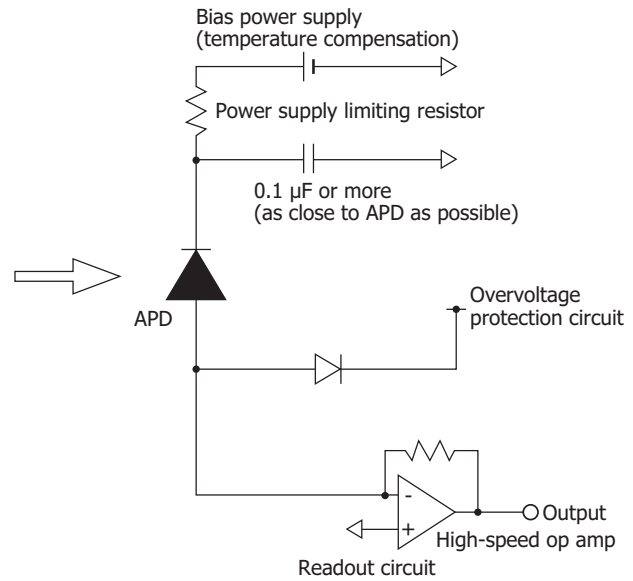 Bias power supply
(temperature compensation)
Power supply limiting resistor
0.1 µF or more
(as close to APD as possible)
APD
Overvoltage
protection circuit
-
+
Output
High-speed op amp
Readout circuit